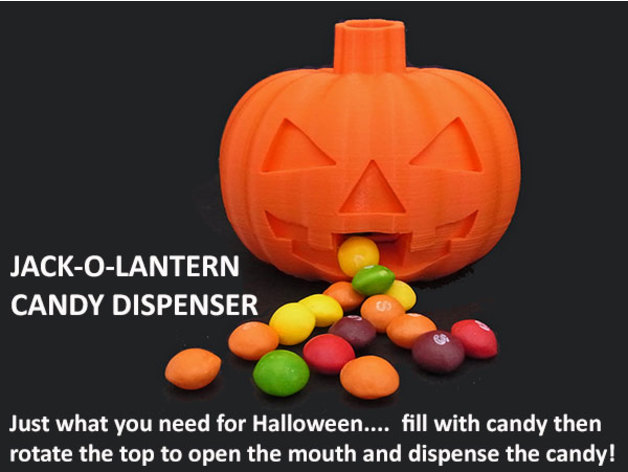 JACK-O-LANTERN
CANDY DISPENSER
Just what you need for Halloween.... fill with candy then
rotate the top to open the mouth and dispense the candy!